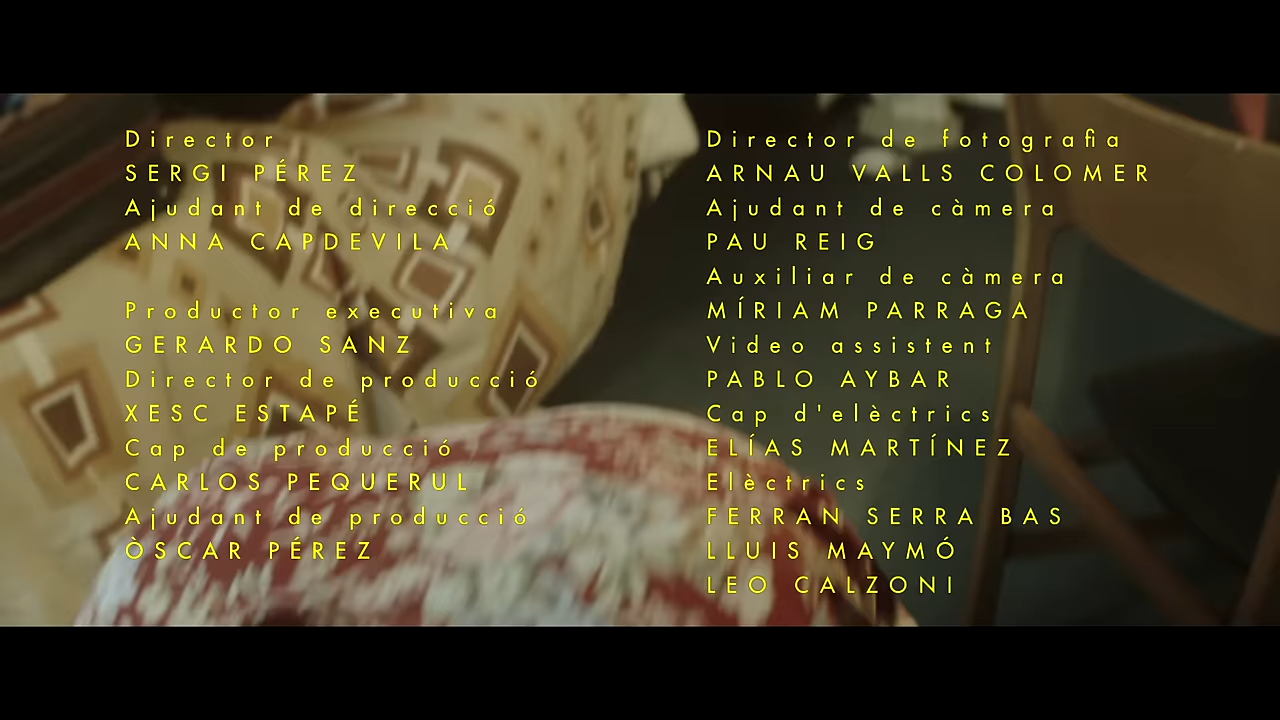 Director
SERGI PÉREZ
Ajudant de direcció
ANNA CAPDEVILA
Productor executiva
GERARDO SANZ
Director de producció
XESC ESTAPÉ
Cap de producció
CARLOS PEQUERUL
Ajudant de producció
ÒSCAR PÉREZ
Director de fotografia
ARNAU VALLS COLOMER
Ajudant de càmera
PAU REIG
Auxiliar de càmera
MÍRIAM PARRAGA
Video assistent
PABLO AYBAR
Cap d'elèctrics
ELÍAS MARTÍNEZ
Elèctrics
FERRAN SERRA BAS
LLUIS MAYMÓ
LEO CALZONI